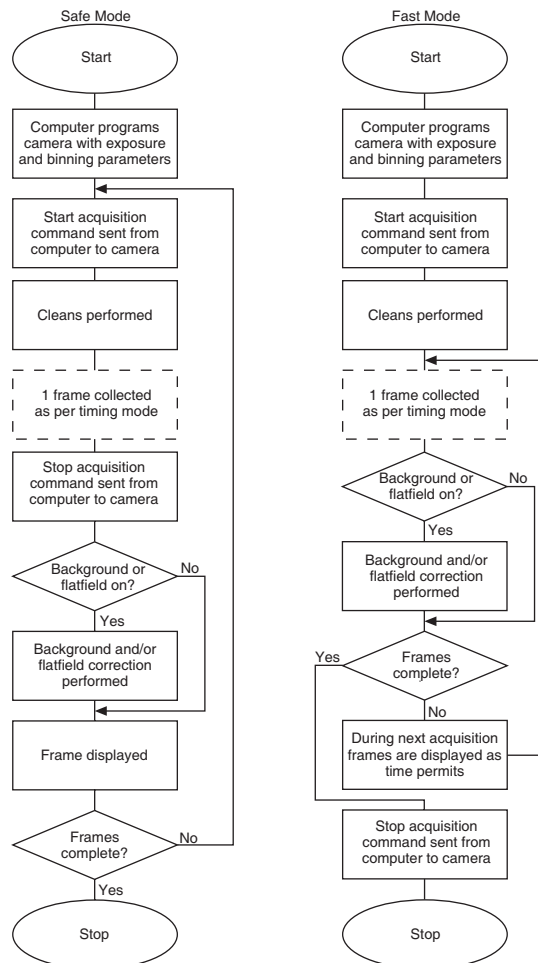 Safe Mode
Start
Computer programs
camera with exposure
and binning parameters
Start acquisition
command sent from
computer to camera
Cleans performed
1 frame collected
as per timing mode
Stop acquisition
command sent from
computer to camera
Background or
flatfield on?
No
Yes
Background and/or
flatfield correction
performed
Frame displayed
Frames
complete?
No
Yes
Stop
Fast Mode
Start
Computer programs
camera with exposure
and binning parameters
Start acquisition
command sent from
computer to camera
Cleans performed
1 frame collected
as per timing mode
Background or
flatfield on?
No
Yes
Background and/or
flatfield correction
performed
Yes
Frames
complete?
No
During next acquisition
frames are displayed as
time permits
Stop acquisition
command sent from
computer to camera
Stop